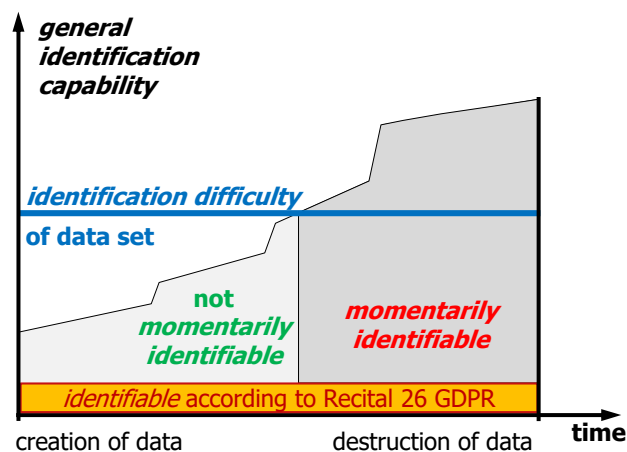 general
identification
capability
identification difficulty
of data set
not
momentarily
identifiable
momentarily
identifiable
identifiable according to Recital 26 GDPR
time
creation of data
destruction of data